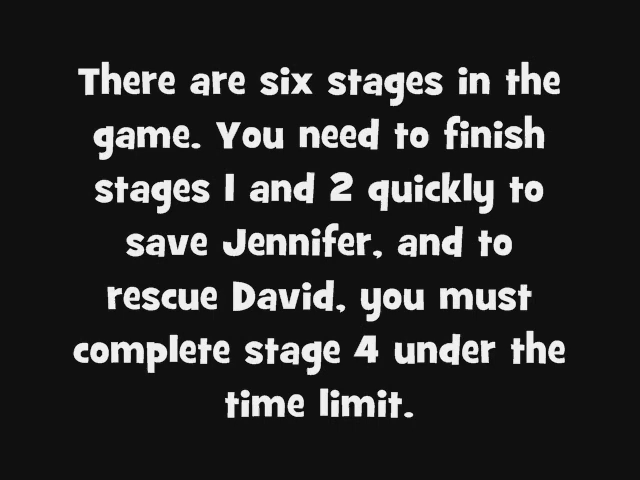 There are six stages in the
game. You need to finish
stages 1 and 2 quickly to
save Jennifer, and to
rescue David, you must
complete stage 4 under the
time limit.